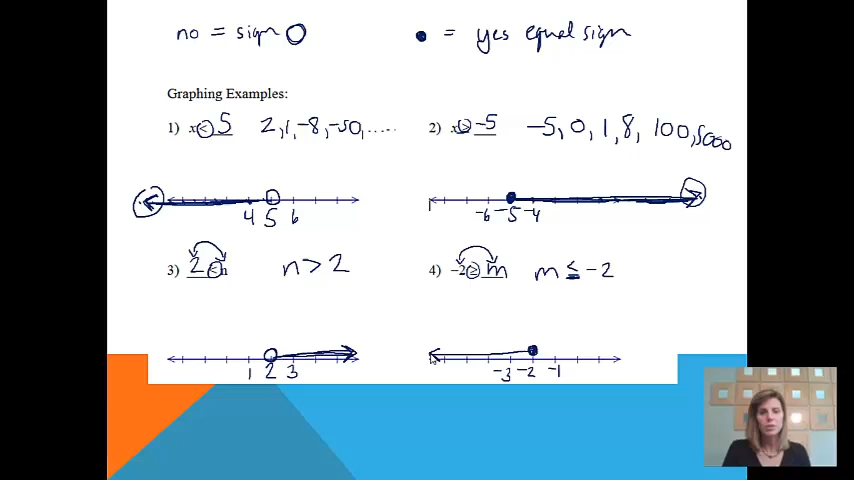 no = sign ○
● = yes equal sign
Graphing Examples:
1) x < 5 2, 1, -8, -50, .....
2) x ≥ -5 -5, 0, 1, 8, 100, 5000
4 5 6
-6 -5 -4
3) 2 < n n > 2
4) -2 ≥ m m ≤ -2
1 2 3
-3 -2 -1